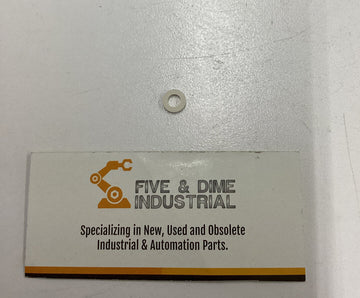 FIVE & DIME
INDUSTRIAL
Specializing in New, Used and Obsolete
Industrial & Automation Parts.